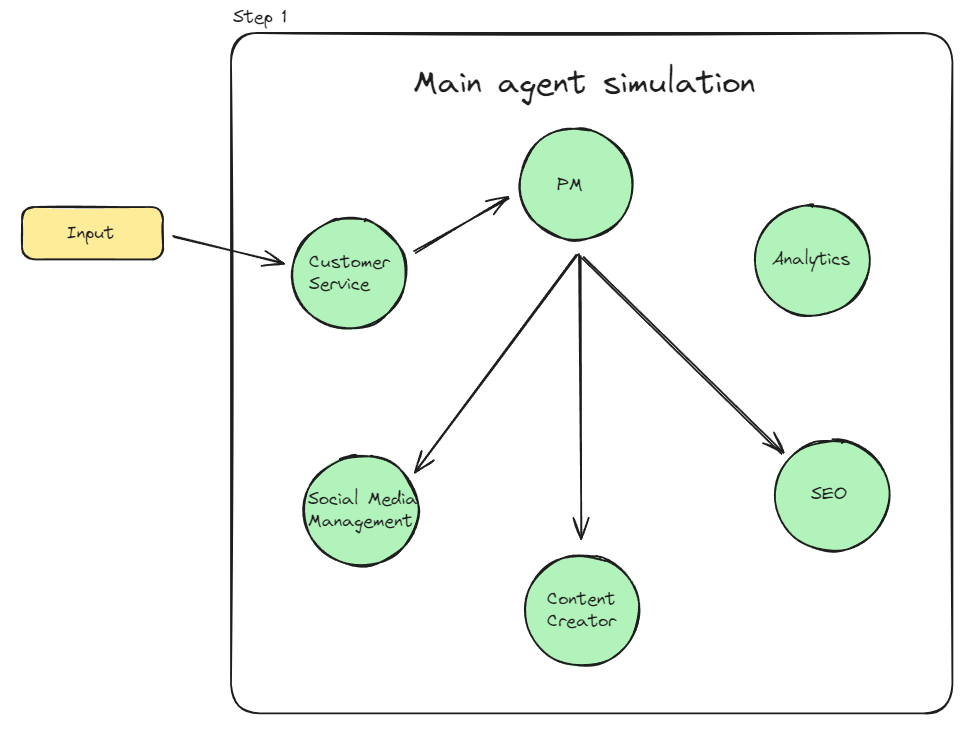 Step 1
Main agent simulation
PM
Input
Customer
Service
Analytics
Social Media
Management
SEO
Content
Creator